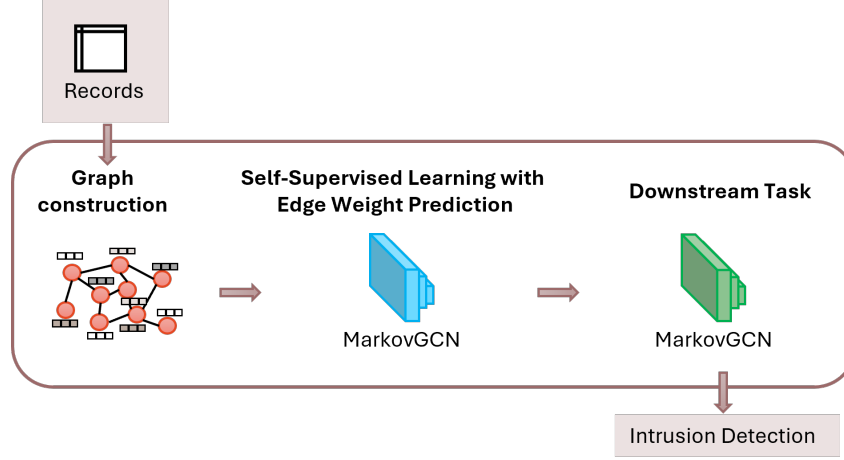 Records
Graph
construction
Self-Supervised Learning with
Edge Weight Prediction
Downstream Task
MarkovGCN
MarkovGCN
Intrusion Detection